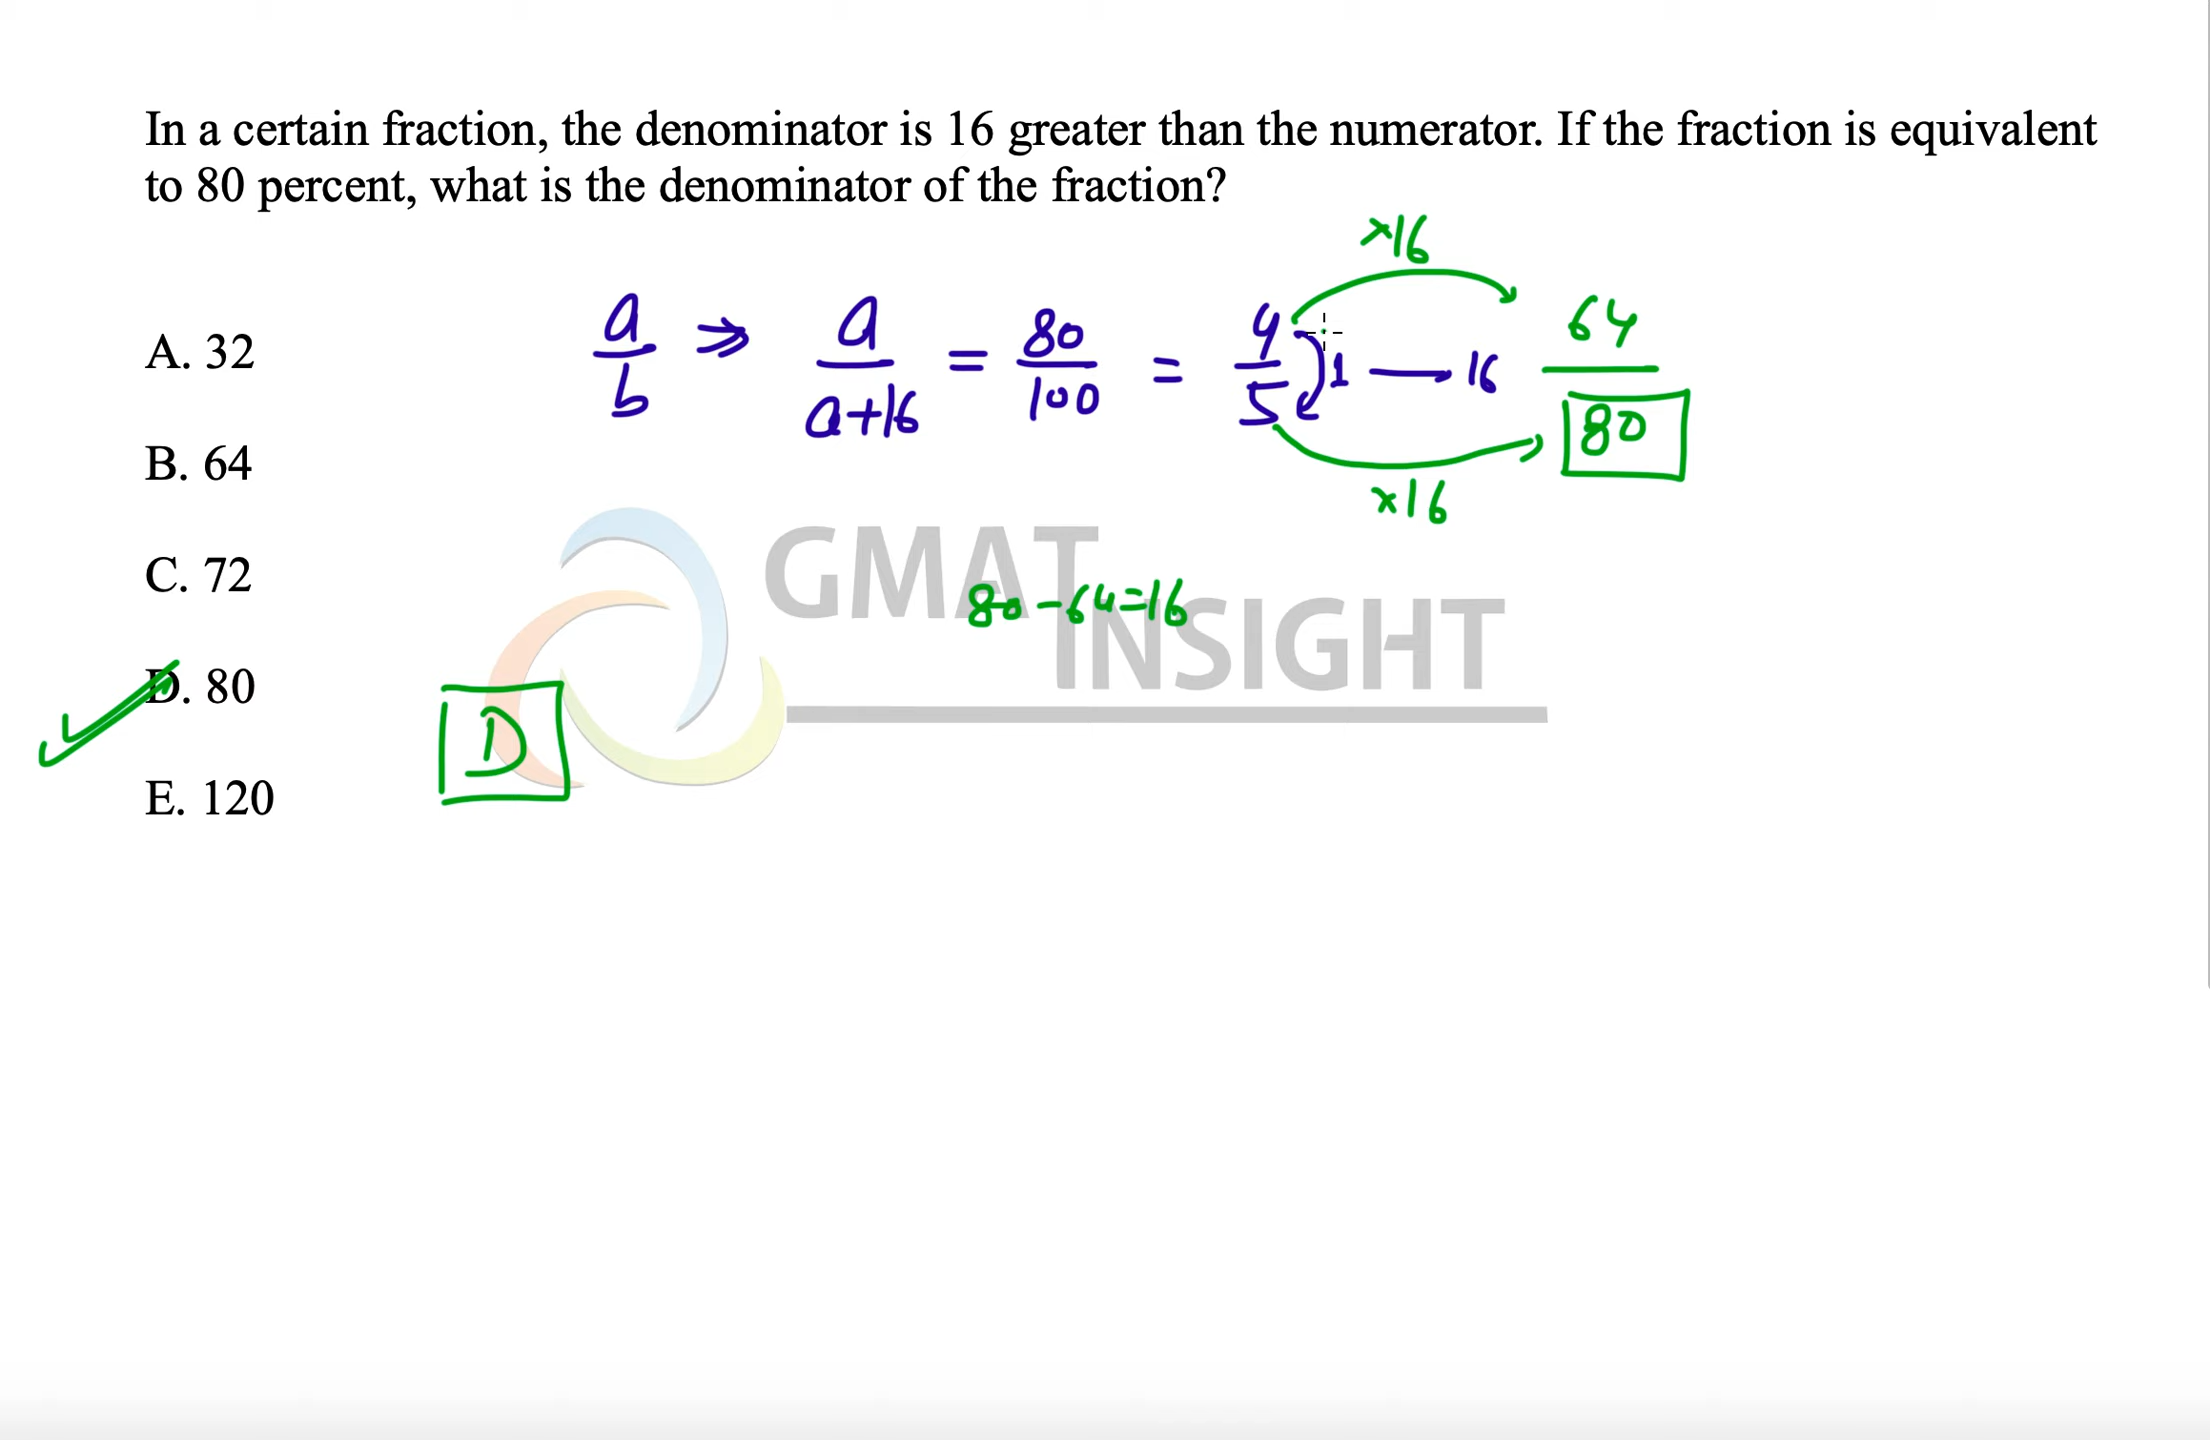 In a certain fraction, the denominator is 16 greater than the numerator. If the fraction is equivalent
to 80 percent, what is the denominator of the fraction?
×16
a/b ⇒ a/a+16 = 80/100 = 4/5 1 — 16 64/80
×16
A. 32
B. 64
C. 72
D. 80
E. 120
GMAT
INSIGHT
80-64=16
D